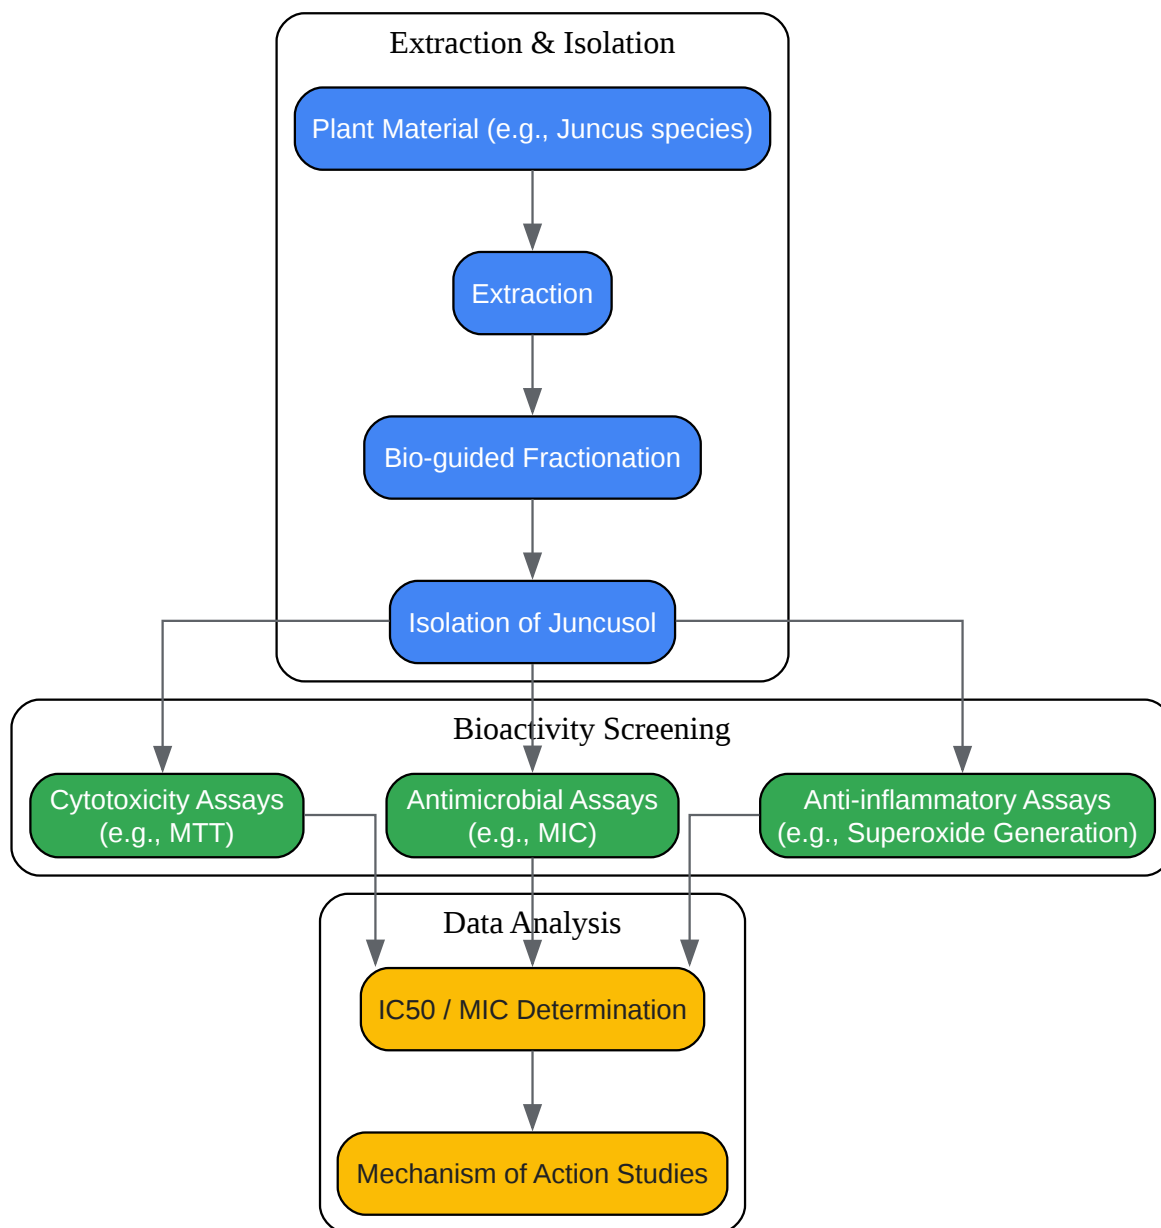 Extraction & Isolation
Plant Material (e.g., Juncus species)
Extraction
Bio-guided Fractionation
Isolation of Juncusol
Bioactivity Screening
Cytotoxicity Assays
(e.g., MTT)
Antimicrobial Assays
(e.g., MIC)
Anti-inflammatory Assays
(e.g., Superoxide Generation)
Data Analysis
IC50 / MIC Determination
Mechanism of Action Studies